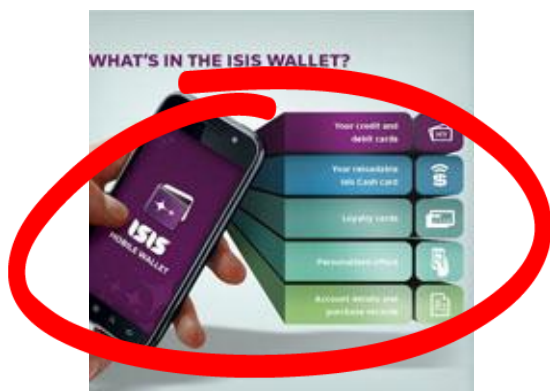 WHAT'S IN THE ISIS WALLET?
Your credit and
debit cards
Your reloadable
Isis Cash card
Loyalty cards
Personalized offers
Account details and
purchase records
ISIS
MOBILE WALLET